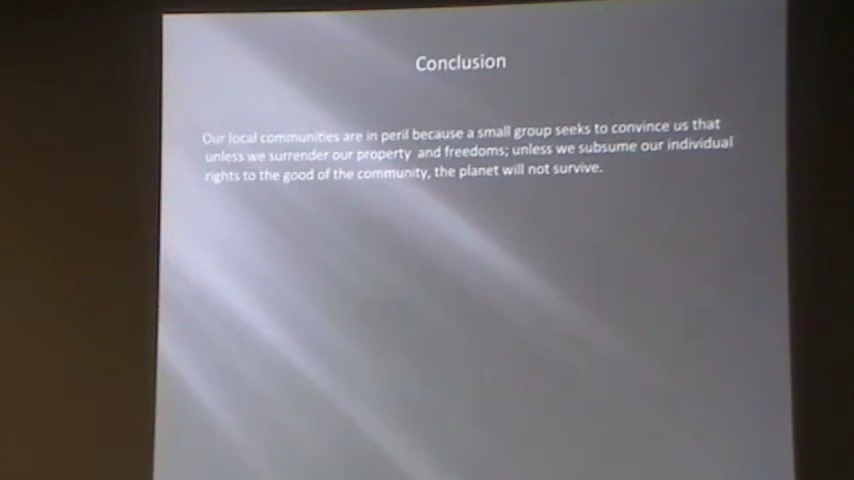 Conclusion
Our local communities are in peril because a small group seeks to convince us that
unless we surrender our property and freedoms; unless we subsume our individual
rights to the good of the community, the planet will not survive.